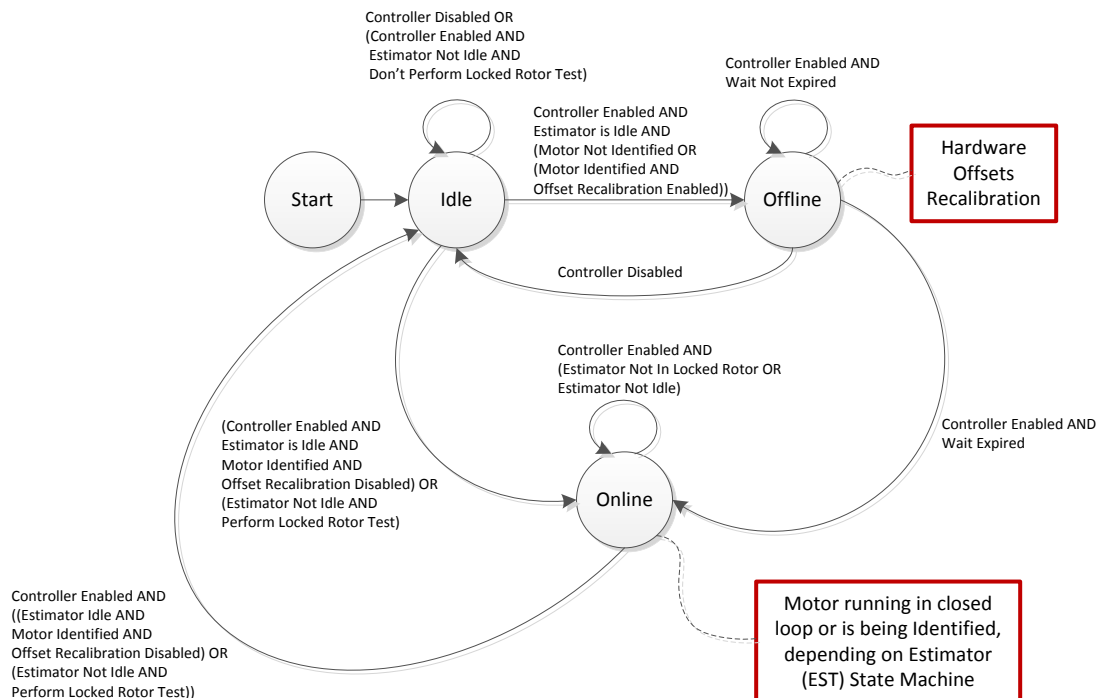 Controller Disabled OR
(Controller Enabled AND
Estimator Not Idle AND
Don't Perform Locked Rotor Test)
Controller Enabled AND
Wait Not Expired
Controller Enabled AND
Estimator is Idle AND
(Motor Not Identified OR
(Motor Identified AND
Offset Recalibration Enabled))
Hardware
Offsets
Recalibration
Start
Idle
Offline
Controller Disabled
Controller Enabled AND
(Estimator Not In Locked Rotor OR
Estimator Not Idle)
(Controller Enabled AND
Estimator is Idle AND
Motor Identified AND
Offset Recalibration Disabled) OR
(Estimator Not Idle AND
Perform Locked Rotor Test)
Controller Enabled AND
Wait Expired
Online
Controller Enabled AND
((Estimator Idle AND
Motor Identified AND
Offset Recalibration Disabled) OR
(Estimator Not Idle AND
Perform Locked Rotor Test))
Motor running in closed
loop or is being Identified,
depending on Estimator
(EST) State Machine